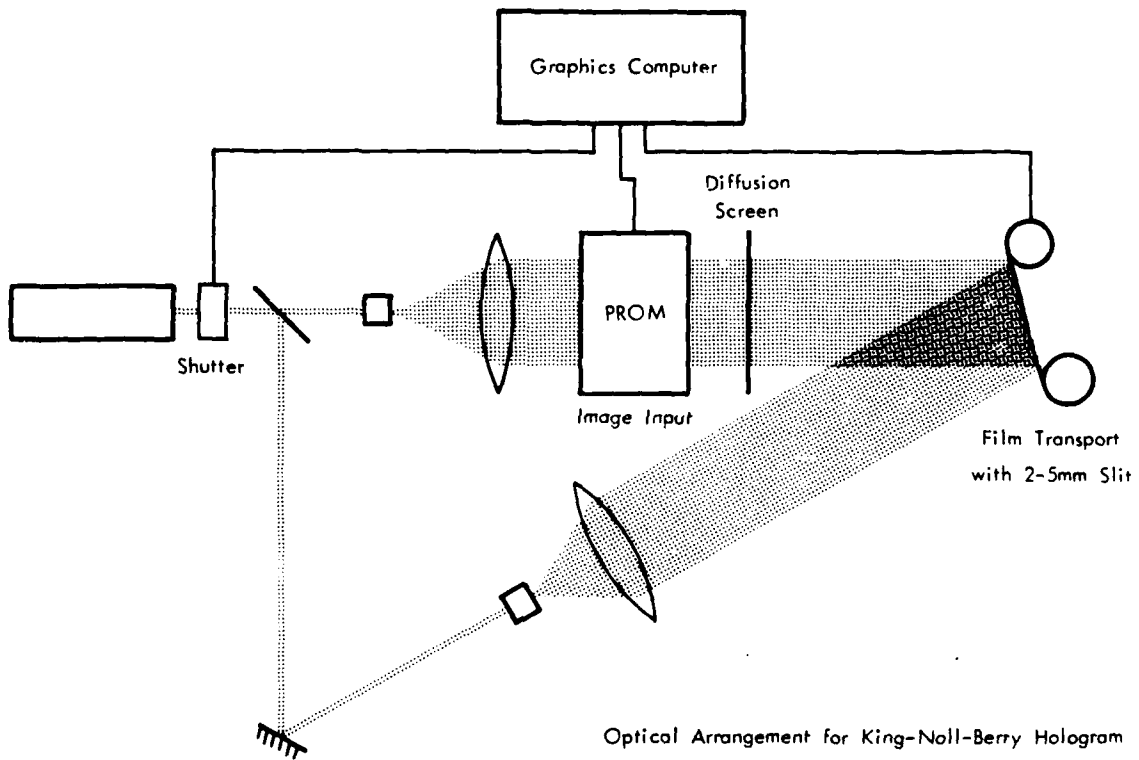 Graphics Computer
Diffusion
Screen
PROM
Shutter
Image Input
Film Transport
with 2-5mm Slit
Optical Arrangement for King-Noll-Berry Hologram